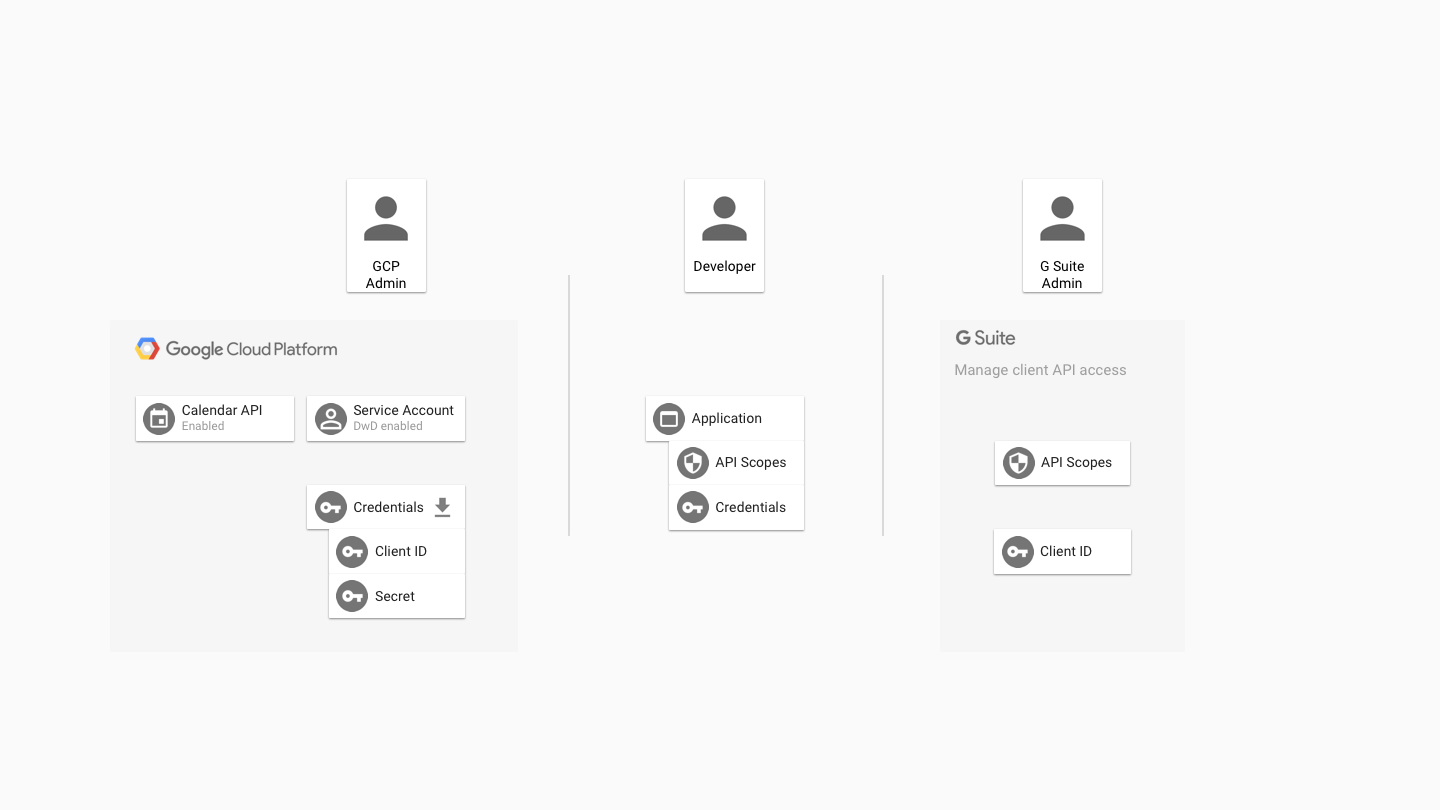 GCP
Admin
Developer
G Suite
Admin
Google Cloud Platform
Calendar API
Enabled
Service Account
DwD enabled
Credentials
Client ID
Secret
Application
API Scopes
Credentials
G Suite
Manage client API access
API Scopes
Client ID